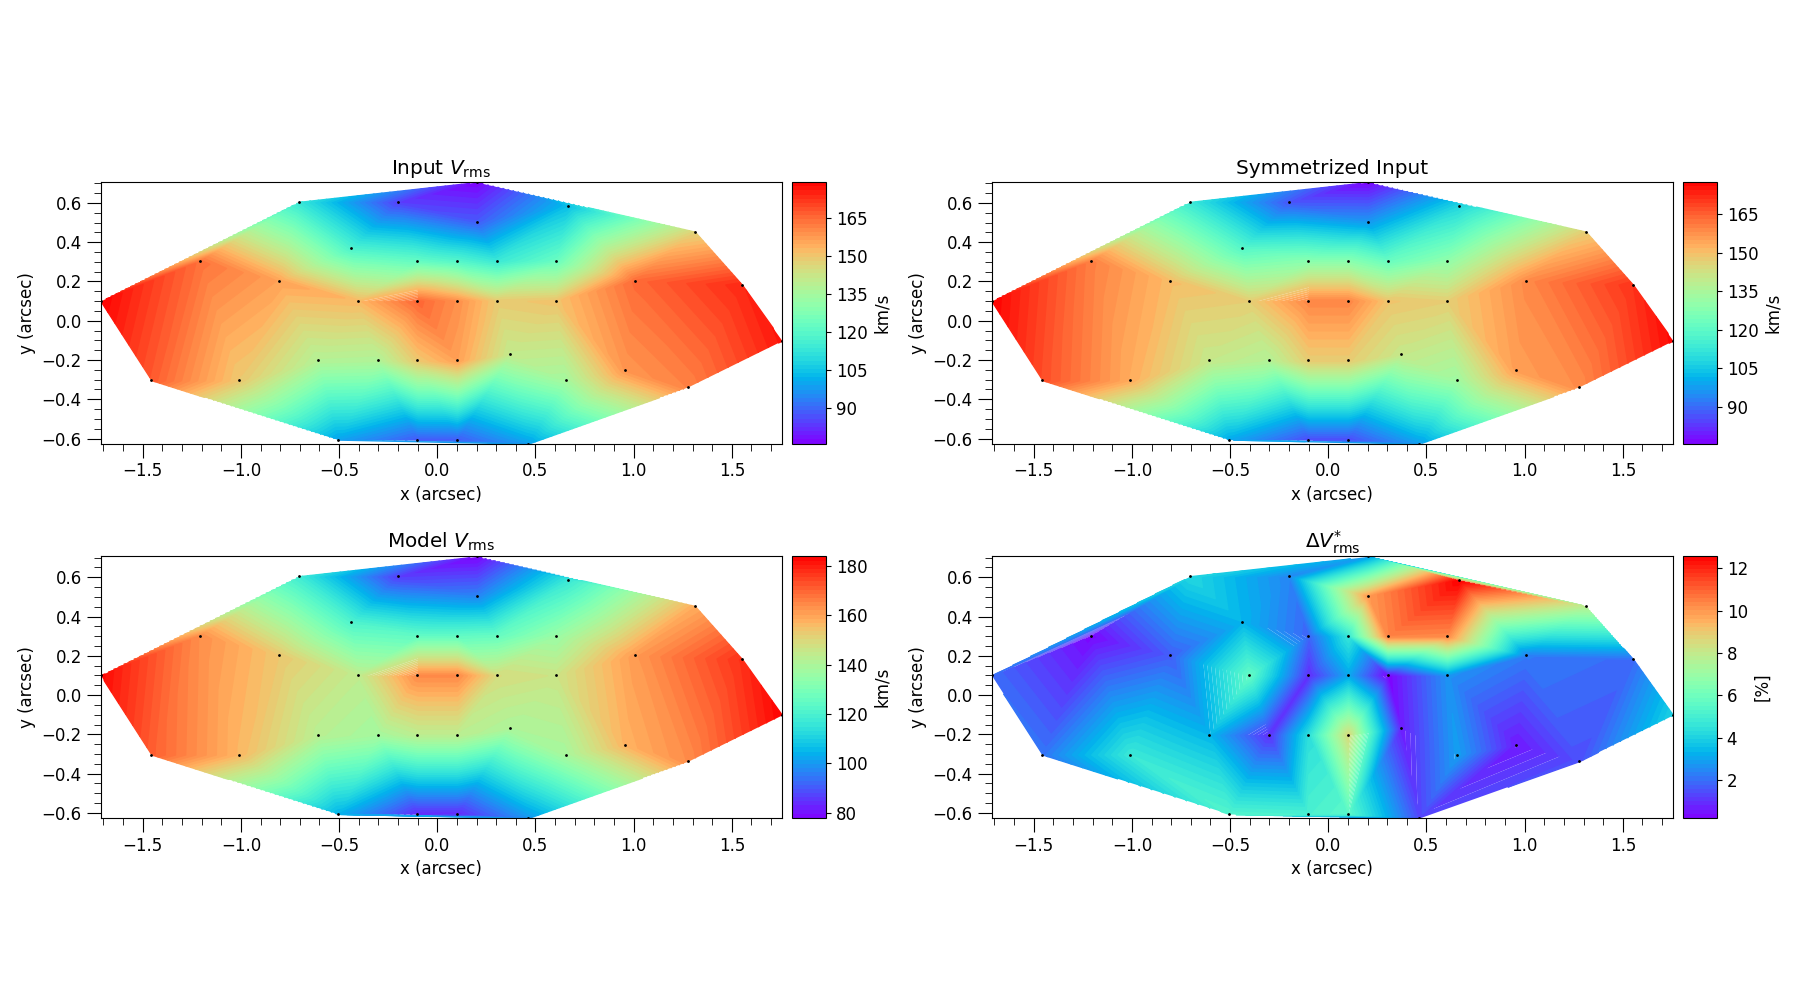 Input V_rms
Symmetrized Input
0.6
0.4
0.2
0.0
−0.2
−0.4
−0.6
y (arcsec)
−1.5 −1.0 −0.5 0.0 0.5 1.0 1.5
x (arcsec)
165
150
135
120
105
90
km/s
0.6
0.4
0.2
0.0
−0.2
−0.4
−0.6
y (arcsec)
−1.5 −1.0 −0.5 0.0 0.5 1.0 1.5
x (arcsec)
165
150
135
120
105
90
km/s
Model V_rms
ΔV*_rms
0.6
0.4
0.2
0.0
−0.2
−0.4
−0.6
y (arcsec)
−1.5 −1.0 −0.5 0.0 0.5 1.0 1.5
x (arcsec)
180
160
140
120
100
80
km/s
0.6
0.4
0.2
0.0
−0.2
−0.4
−0.6
y (arcsec)
−1.5 −1.0 −0.5 0.0 0.5 1.0 1.5
x (arcsec)
12
10
8
6
4
2
[%]